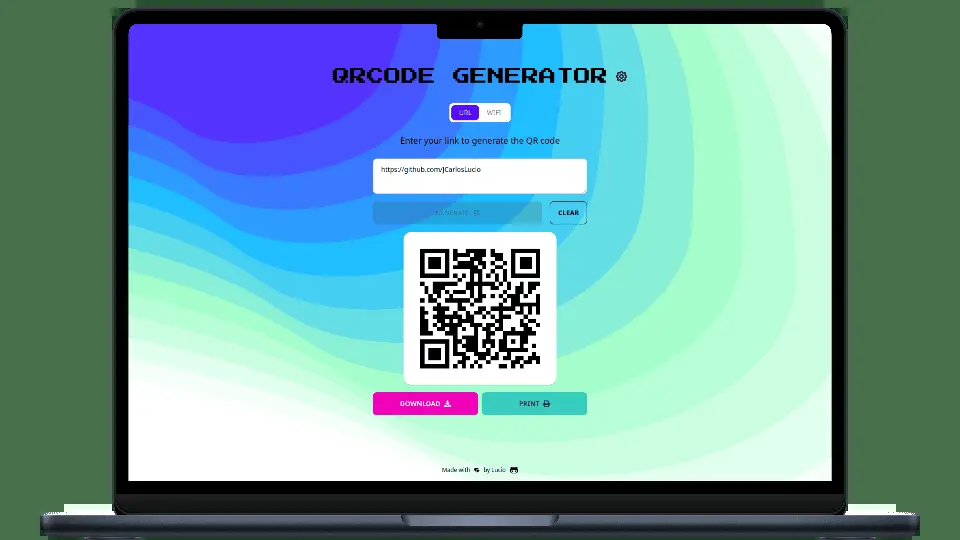 QRCODE GENERATOR
URL WIFI
Enter your link to generate the QR code
https://github.com/JCarlosLucio
GENERATE
CLEAR
DOWNLOAD
PRINT
Made with by Lucio